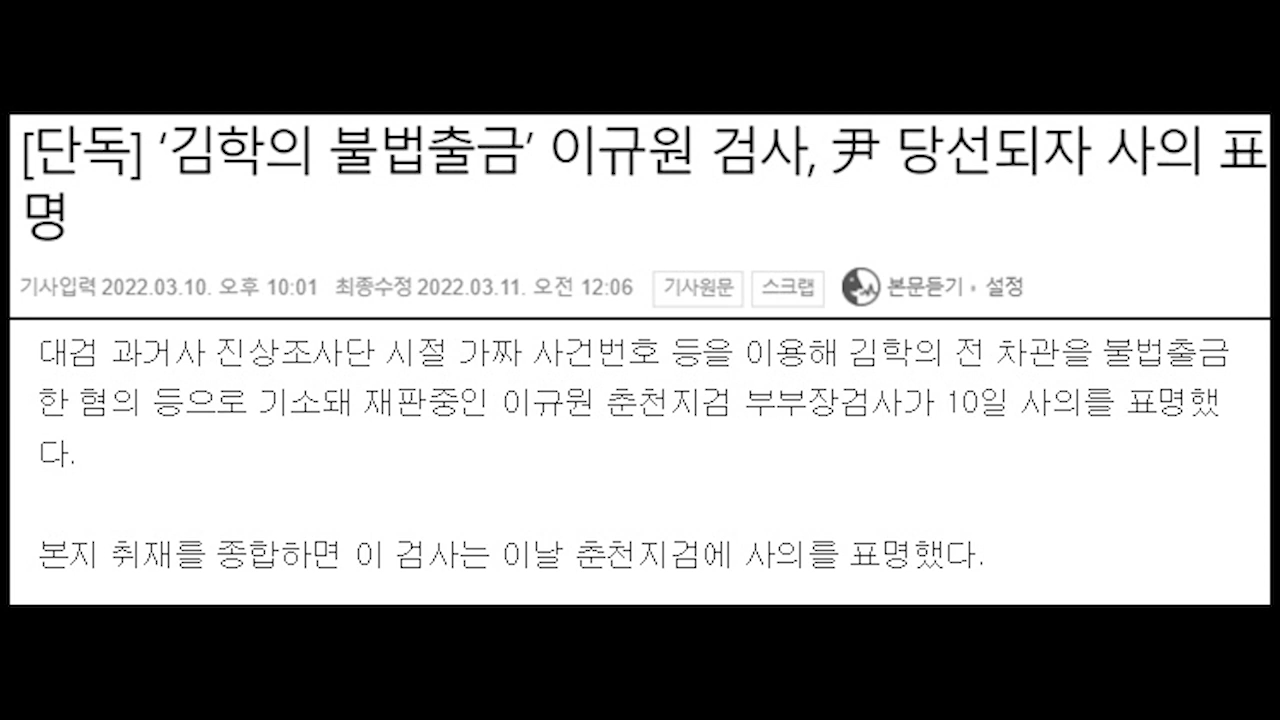 [단독] ‘김학의 불법출금’ 이규원 검사, 尹 당선되자 사의 표
명
기사입력 2022.03.10. 오후 10:01 최종수정 2022.03.11. 오전 12:06 기사원문 스크랩 본문듣기 · 설정
대검 과거사 진상조사단 시절 가짜 사건번호 등을 이용해 김학의 전 차관을 불법출금
한 혐의 등으로 기소돼 재판중인 이규원 춘천지검 부부장검사가 10일 사의를 표명했
다.
본지 취재를 종합하면 이 검사는 이날 춘천지검에 사의를 표명했다.